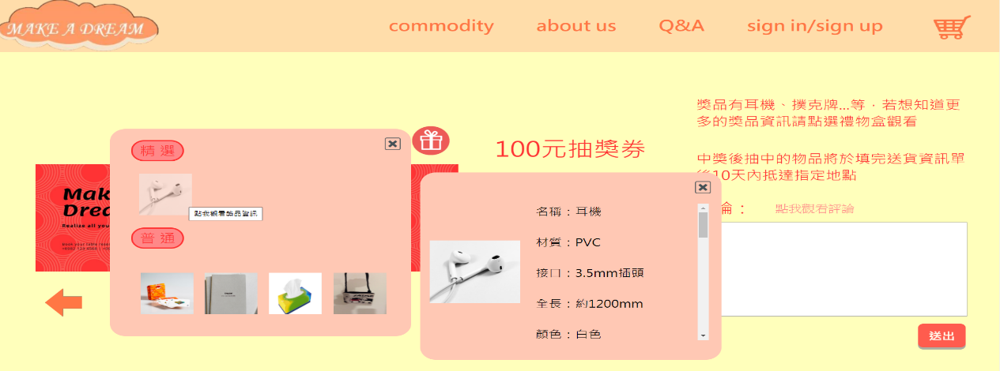 MAKE A DREAM
commodity
about us
Q&A
sign in/sign up
獎品有耳機、撲克牌...等，若想知道更
多的獎品資訊請點選禮物盒觀看
中獎後抽中的物品將於填完送貨資訊單
後10天內抵達指定地點
100元抽獎券
精選
點我觀看獎品資訊
普通
Mak
Drea
Realize all you
名稱：耳機
材質：PVC
接口：3.5mm插頭
全長：約1200mm
顏色：白色
論：
點我觀看評論
送出